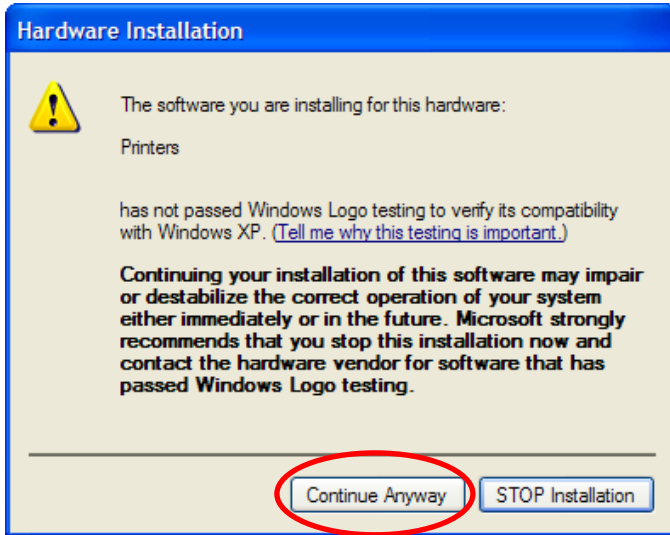 Hardware Installation
The software you are installing for this hardware:
Printers
has not passed Windows Logo testing to verify its compatibility
with Windows XP. (Tell me why this testing is important.)
Continuing your installation of this software may impair
or destabilize the correct operation of your system
either immediately or in the future. Microsoft strongly
recommends that you stop this installation now and
contact the hardware vendor for software that has
passed Windows Logo testing.
Continue Anyway
STOP Installation